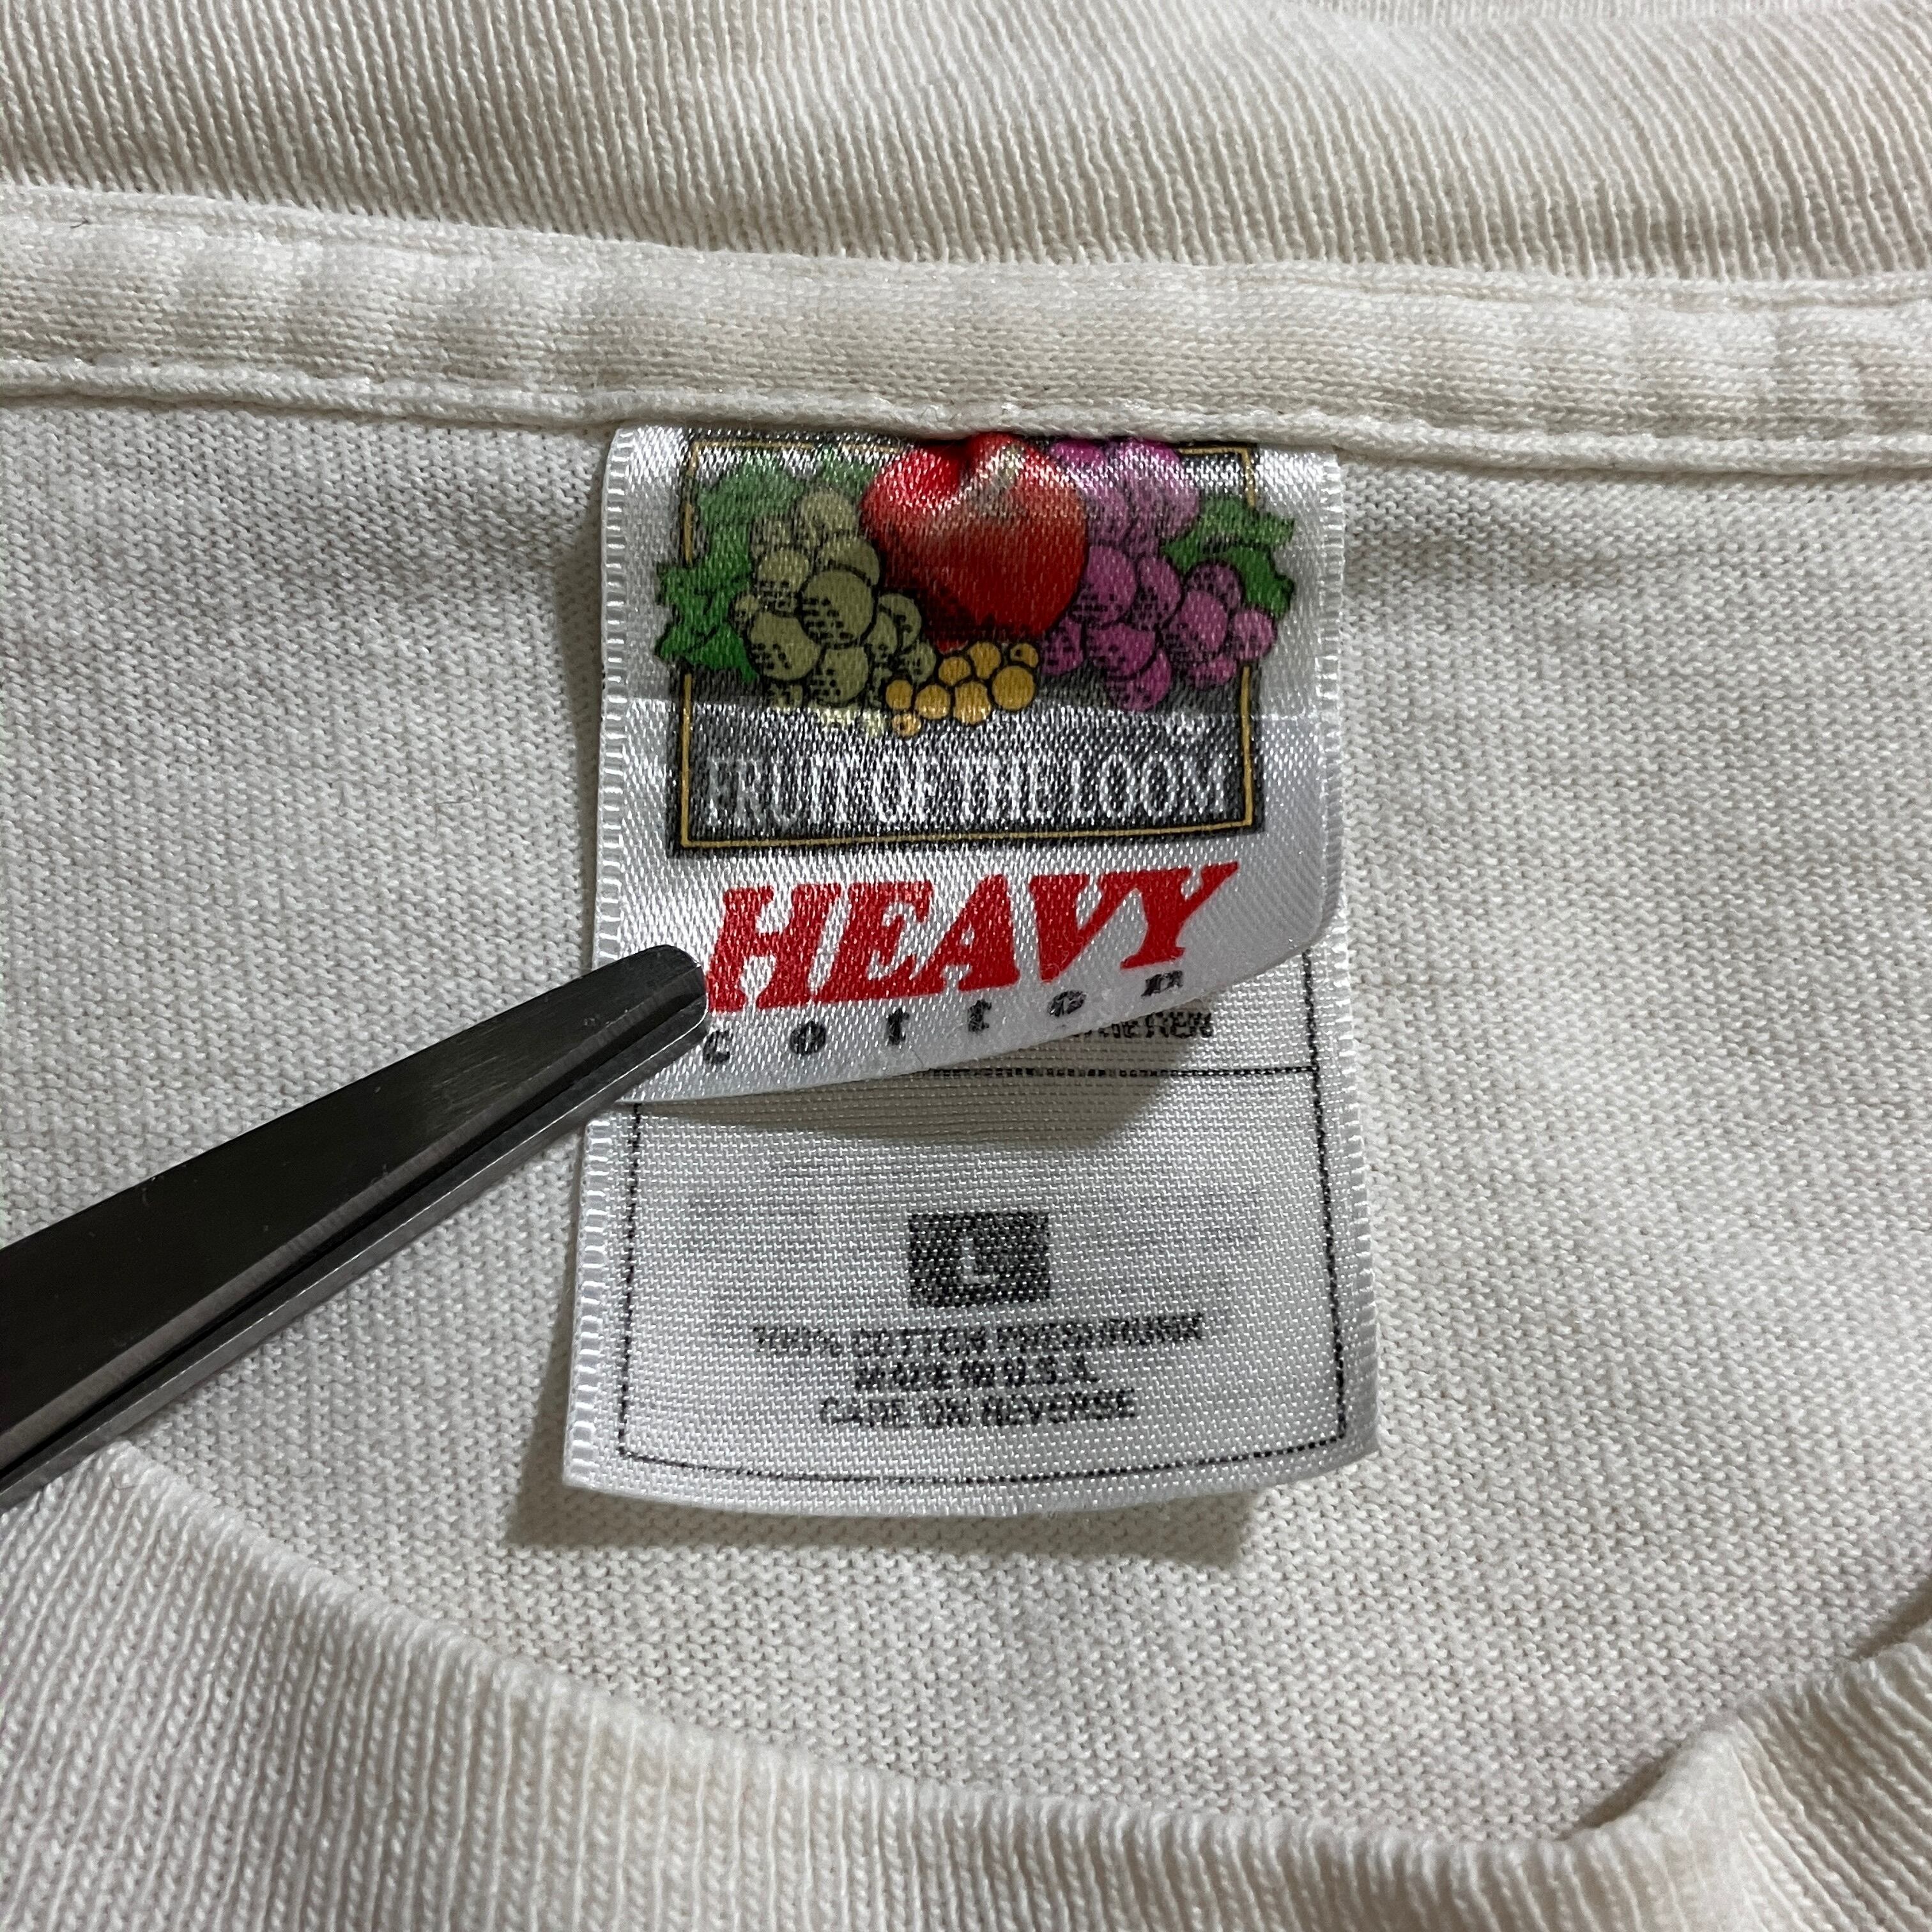 FRUIT OF THE LOOM
HEAVY
cotton
L
100% COTTON PRESHRUNK
MADE IN U.S.A.
CARE ON REVERSE